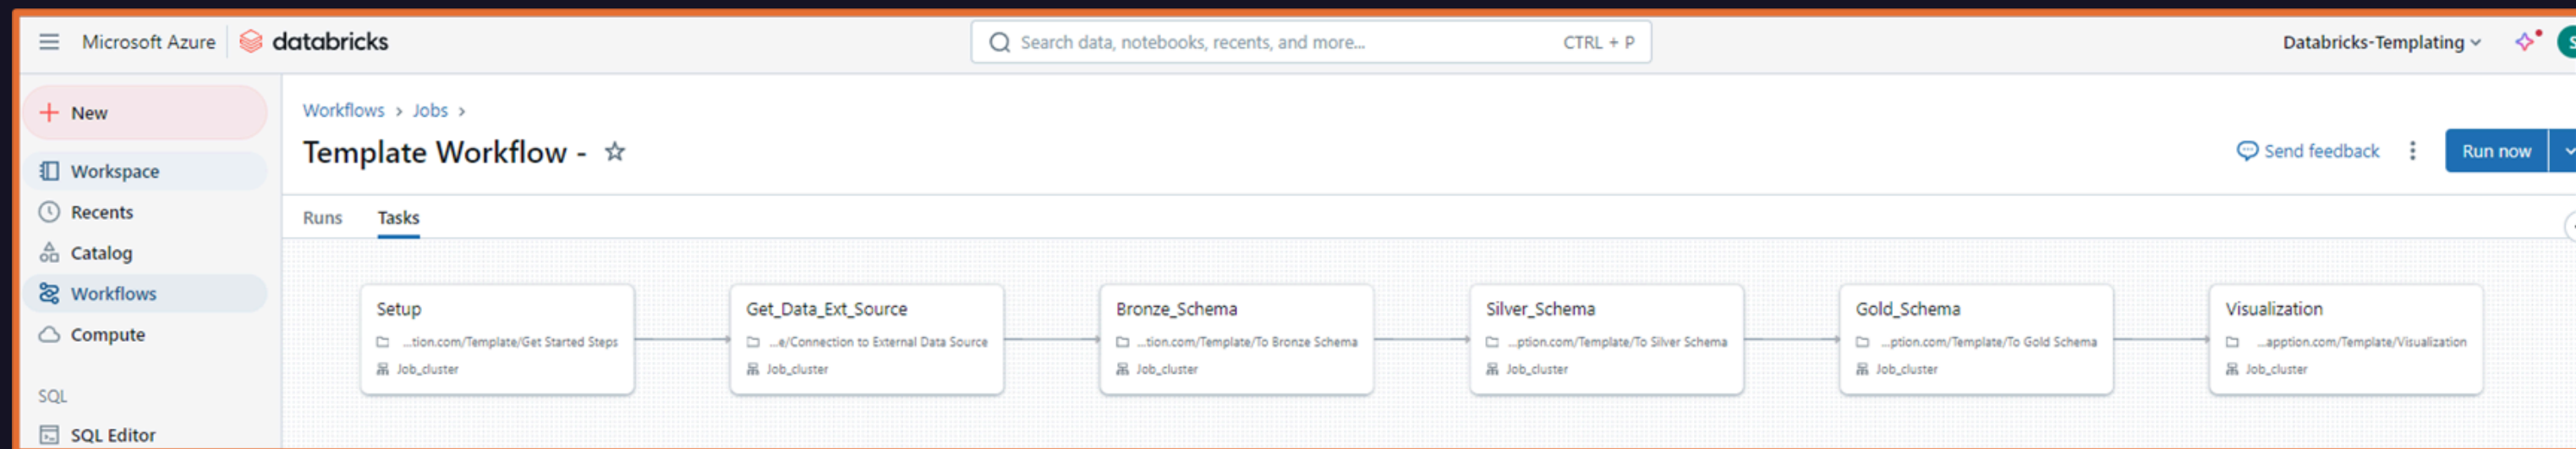 Microsoft Azure databricks
Search data, notebooks, recents, and more... CTRL + P
Databricks-Templating
S
New
Workspace
Recents
Catalog
Workflows
Compute
SQL
SQL Editor
Workflows > Jobs >
Template Workflow -
Send feedback
Run now
Runs Tasks
Setup
...tion.com/Template/Get Started Steps
Job_cluster
Get_Data_Ext_Source
...e/Connection to External Data Source
Job_cluster
Bronze_Schema
...tion.com/Template/To Bronze Schema
Job_cluster
Silver_Schema
...ption.com/Template/To Silver Schema
Job_cluster
Gold_Schema
...ption.com/Template/To Gold Schema
Job_cluster
Visualization
...apption.com/Template/Visualization
Job_cluster